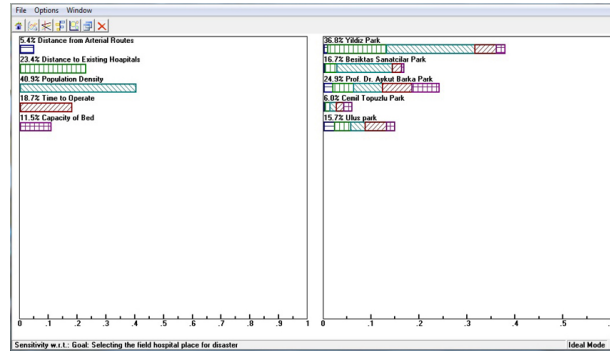 File Options Window
5.4% Distance from Arterial Routes
23.4% Distance to Existing Hoapitals
40.9% Population Density
18.7% Time to Operate
11.5% Capacity of Bed
0 .1 .2 .3 .4 .5 .6 .7 .8 .9 1
36.8% Yildiz Park
16.7% Besiktas Sanatcilar Park
24.9% Prof. Dr. Aykut Barka Park
6.0% Cemil Topuzlu Park
15.7% Ulus park
0 .1 .2 .3 .4 .5 .6
Sensitivity w.r.t.: Goal: Selecting the field hospital place for disaster
Ideal Mode